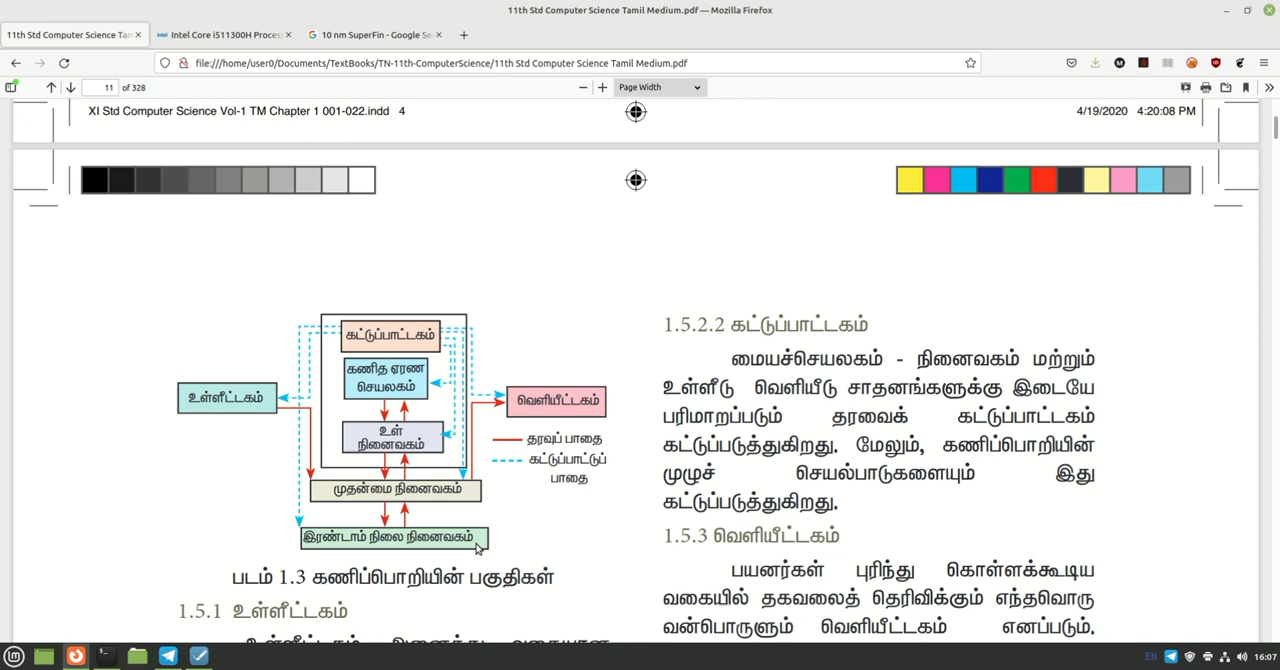 11th Std Computer Science Tamil Medium.pdf — Mozilla Firefox
11th Std Computer Science Tam
Intel Core i511300H Proces
10 nm SuperFin - Google Se
file:///home/user0/Documents/TextBooks/TN-11th-ComputerScience/11th Std Computer Science Tamil Medium.pdf
11 of 328
Page Width
XI Std Computer Science Vol-1 TM Chapter 1 001-022.indd 4
4/19/2020 4:20:08 PM
கட்டுப்பாட்டகம்
கணித ஏரண
செயலகம்
உள்ளீட்டகம்
வெளியீட்டகம்
உள்
நினைவகம்
தரவுப் பாதை
கட்டுப்பாட்டுப்
பாதை
முதன்மை நினைவகம்
இரண்டாம் நிலை நினைவகம்
படம் 1.3 கணிப்பொறியின் பகுதிகள்
1.5.1 உள்ளீட்டகம்
உள்ளீட்டகம் அனைத்து வகையான
1.5.2.2 கட்டுப்பாட்டகம்
மையச்செயலகம் - நினைவகம் மற்றும்
உள்ளீடு வெளியீடு சாதனங்களுக்கு இடையே
பரிமாறப்படும் தரவைக் கட்டுப்பாட்டகம்
கட்டுப்படுத்துகிறது. மேலும், கணிப்பொறியின்
முழுச் செயல்பாடுகளையும் இது
கட்டுப்படுத்துகிறது.
1.5.3 வெளியீட்டகம்
பயனர்கள் புரிந்து கொள்ளக்கூடிய
வகையில் தகவலைத் தெரிவிக்கும் எந்தவொரு
வன்பொருளும் வெளியீட்டகம் எனப்படும்.
EN
16:07